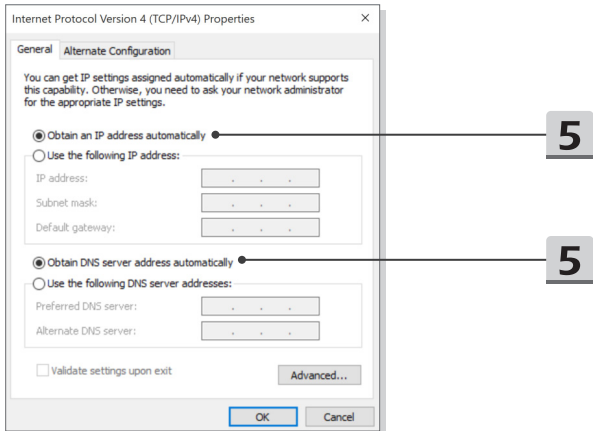 Internet Protocol Version 4 (TCP/IPv4) Properties
General
Alternate Configuration
You can get IP settings assigned automatically if your network supports
this capability. Otherwise, you need to ask your network administrator
for the appropriate IP settings.
Obtain an IP address automatically
5
Use the following IP address:
IP address:
Subnet mask:
Default gateway:
Obtain DNS server address automatically
5
Use the following DNS server addresses:
Preferred DNS server:
Alternate DNS server:
Validate settings upon exit
Advanced...
OK
Cancel